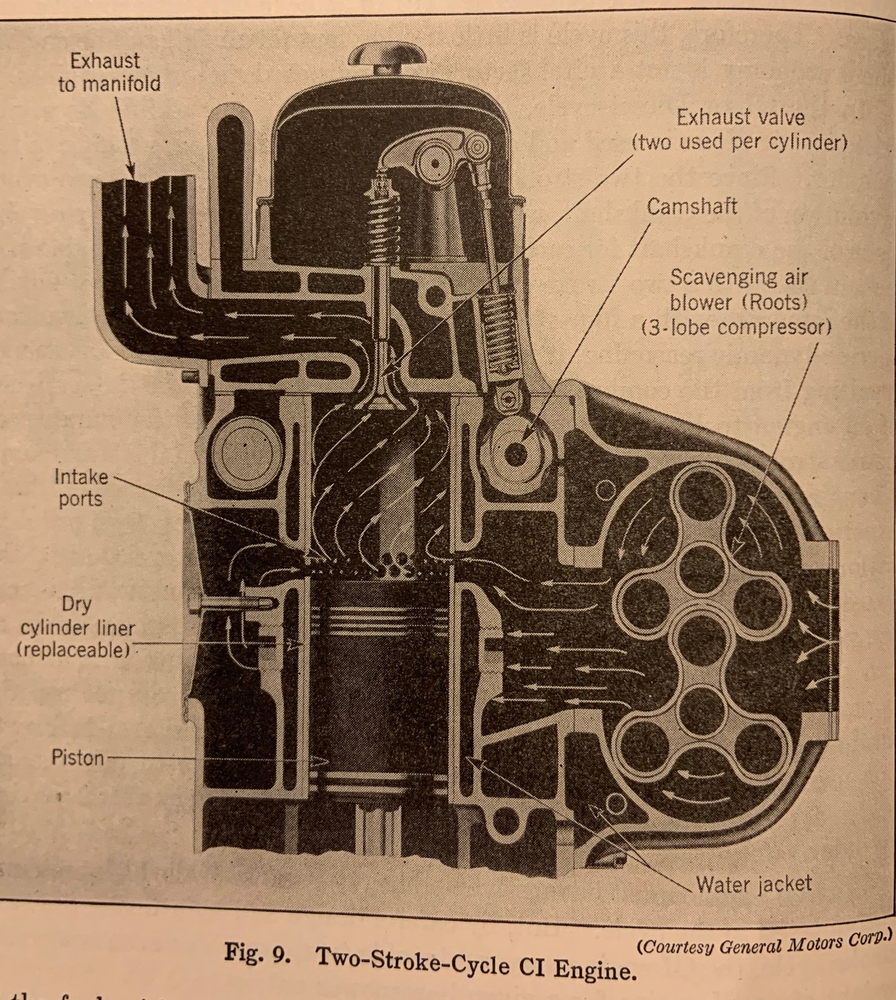 Exhaust
to manifold
Exhaust valve
(two used per cylinder)
Camshaft
Scavenging air
blower (Roots)
(3-lobe compressor)
Intake
ports
Dry
cylinder liner
(replaceable)
Piston
Water jacket
(Courtesy General Motors Corp.)
Fig. 9. Two-Stroke-Cycle CI Engine.